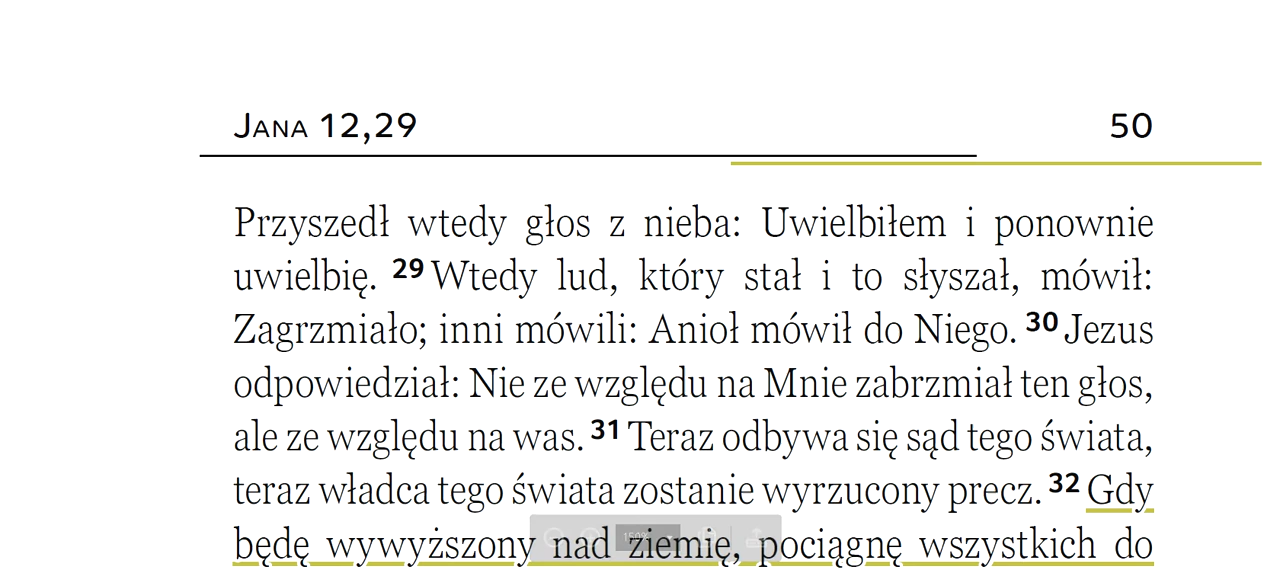 Jana 12,29 50
Przyszedł wtedy głos z nieba: Uwielbiłem i ponownie
uwielbię. 29 Wtedy lud, który stał i to słyszał, mówił:
Zagrzmiało; inni mówili: Anioł mówił do Niego. 30 Jezus
odpowiedział: Nie ze względu na Mnie zabrzmiał ten głos,
ale ze względu na was. 31 Teraz odbywa się sąd tego świata,
teraz władca tego świata zostanie wyrzucony precz. 32 Gdy
będę wywyższony nad ziemię, pociągnę wszystkich do